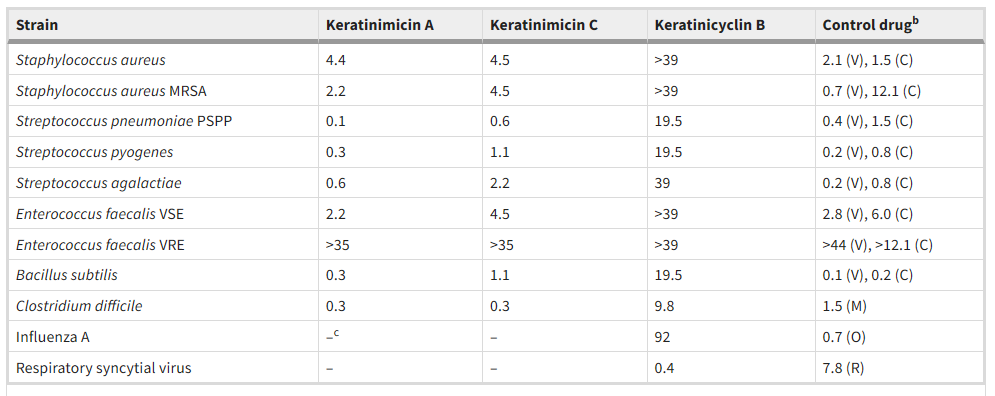 Strain Keratinimicin A Keratinimicin C Keratinicyclin B Control drugb
Staphylococcus aureus 4.4 4.5 >39 2.1 (V), 1.5 (C)
Staphylococcus aureus MRSA 2.2 4.5 >39 0.7 (V), 12.1 (C)
Streptococcus pneumoniae PSPP 0.1 0.6 19.5 0.4 (V), 1.5 (C)
Streptococcus pyogenes 0.3 1.1 19.5 0.2 (V), 0.8 (C)
Streptococcus agalactiae 0.6 2.2 39 0.2 (V), 0.8 (C)
Enterococcus faecalis VSE 2.2 4.5 >39 2.8 (V), 6.0 (C)
Enterococcus faecalis VRE >35 >35 >39 >44 (V), >12.1 (C)
Bacillus subtilis 0.3 1.1 19.5 0.1 (V), 0.2 (C)
Clostridium difficile 0.3 0.3 9.8 1.5 (M)
Influenza A –c – 92 0.7 (O)
Respiratory syncytial virus – – 0.4 7.8 (R)